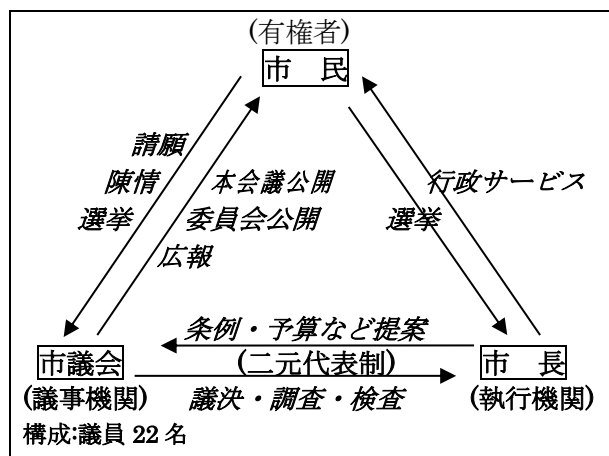 (有権者)
市　民
請願
陳情
選挙
本会議公開
委員会公開
広報
選挙
行政サービス
条例・予算など提案
市議会
(二元代表制)
市　長
(議事機関)
議決・調査・検査
(執行機関)
構成:議員 22 名